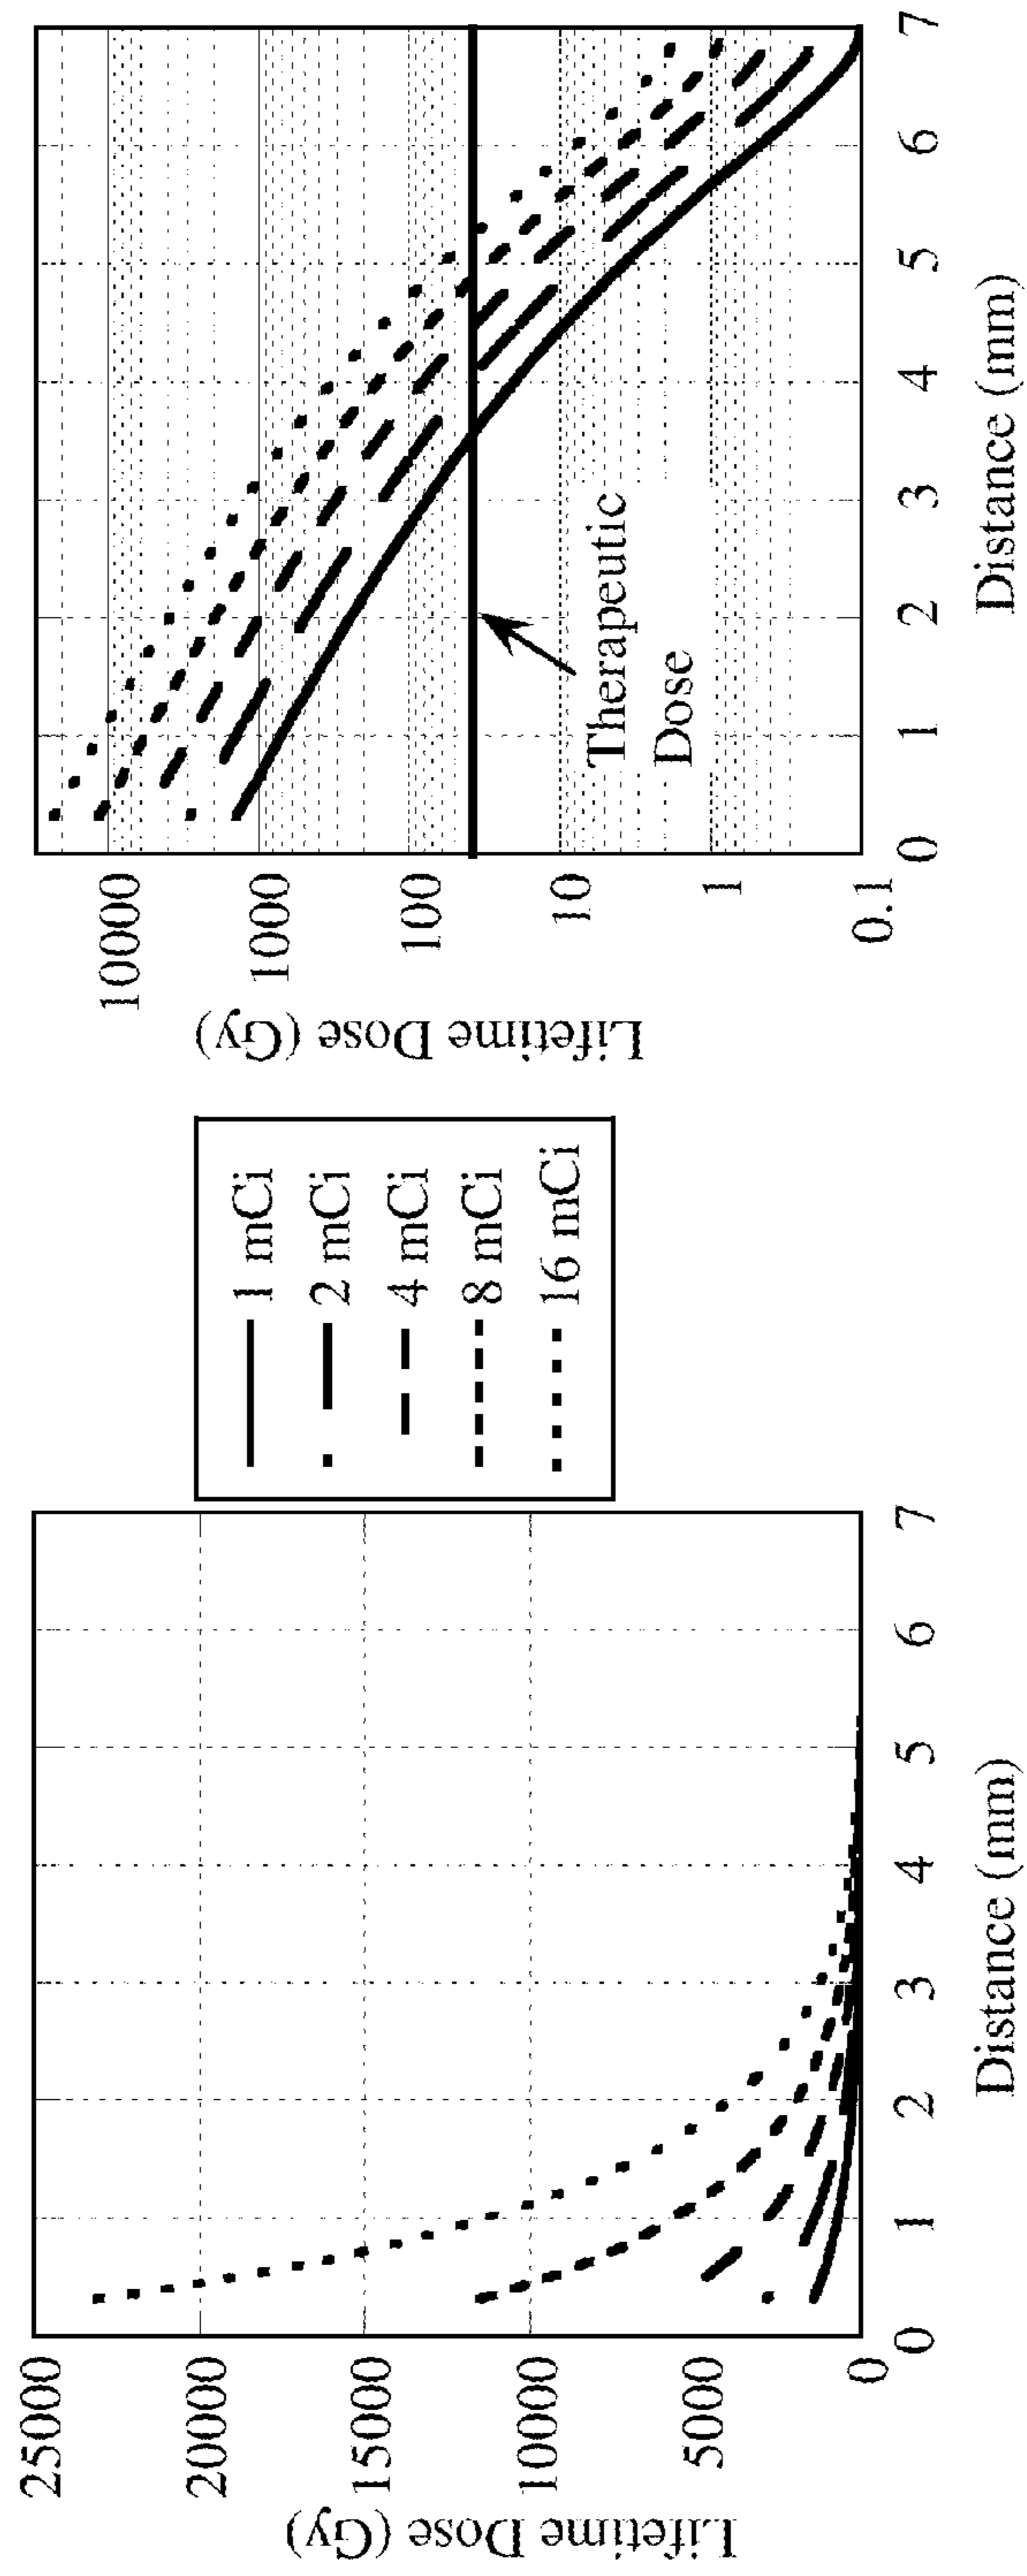 Lifetime Dose (Gy)
25000
20000
15000
10000
5000
0
0 1 2 3 4 5 6 7
Distance (mm)
1 mCi
2 mCi
4 mCi
8 mCi
16 mCi
Lifetime Dose (Gy)
10000
1000
100
10
1
0.1
Therapeutic
Dose
0 1 2 3 4 5 6 7
Distance (mm)